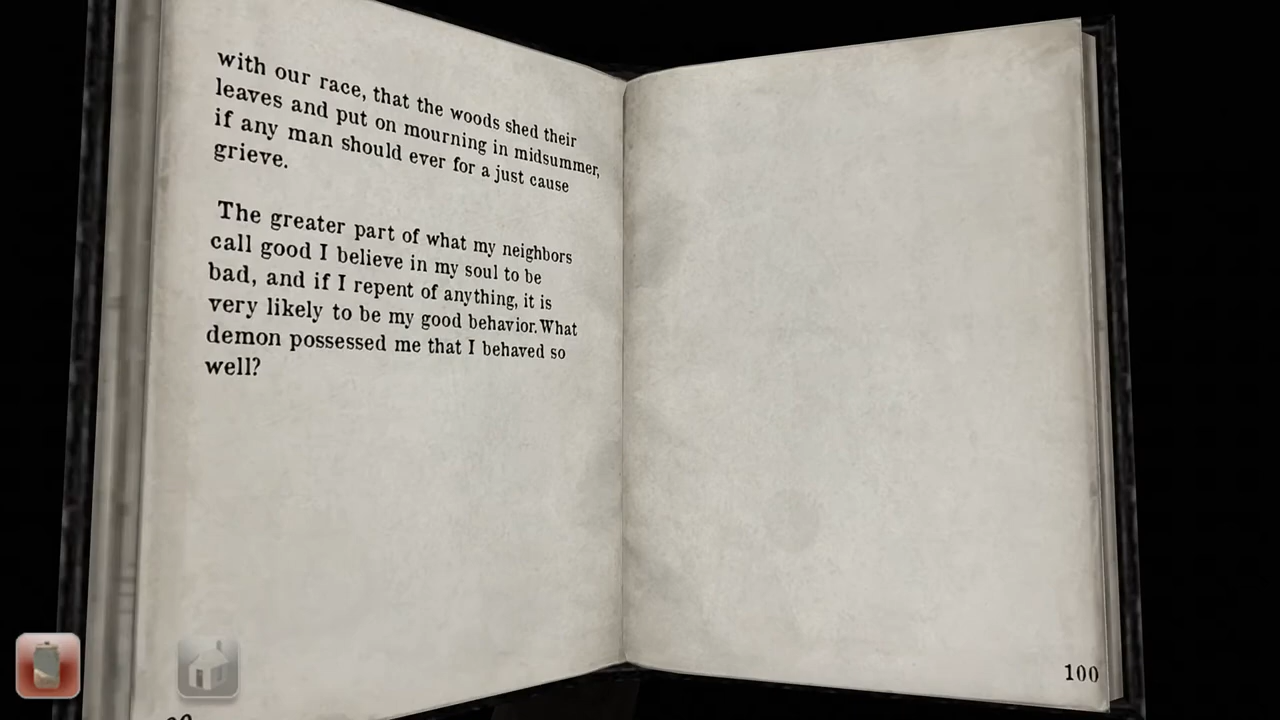 with our race, that the woods shed their
leaves and put on mourning in midsummer,
if any man should ever for a just cause
grieve.
The greater part of what my neighbors
call good I believe in my soul to be
bad, and if I repent of anything, it is
very likely to be my good behavior. What
demon possessed me that I behaved so
well?
100